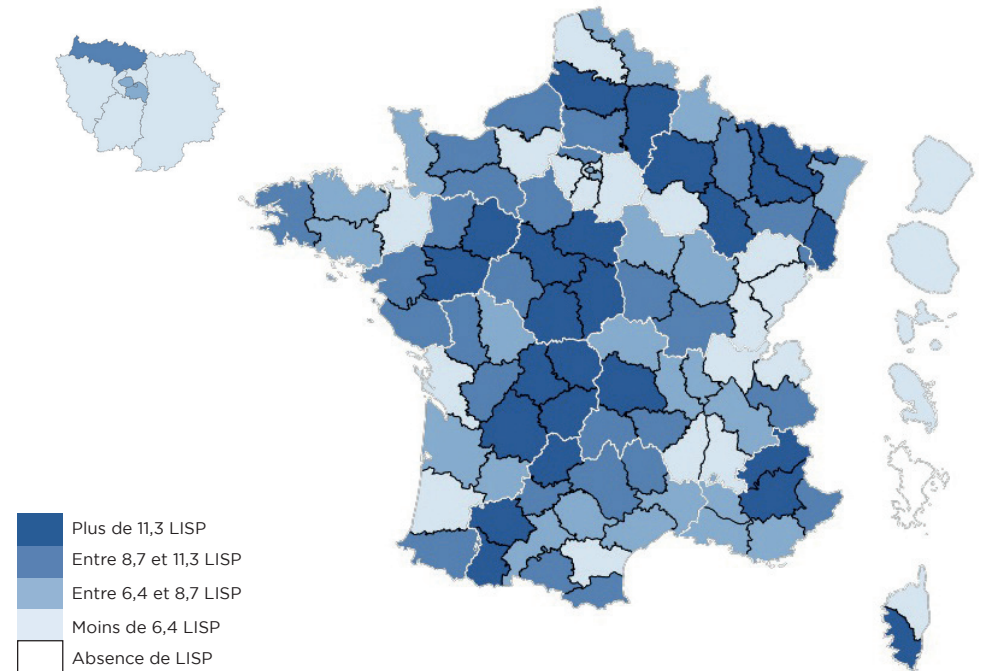 Plus de 11,3 LISP
Entre 8,7 et 11,3 LISP
Entre 6,4 et 8,7 LISP
Moins de 6,4 LISP
Absence de LISP